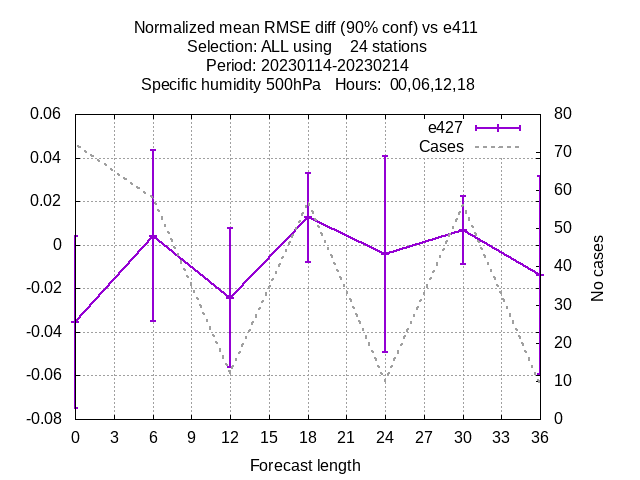 Normalized mean RMSE diff (90% conf) vs e411
Selection: ALL using    24 stations
Period: 20230114-20230214
Specific humidity 500hPa   Hours:  00,06,12,18
0.06
0.04
0.02
0
-0.02
-0.04
-0.06
-0.08
e427
Cases
80
70
60
50
40
30
20
10
0
No cases
0 3 6 9 12 15 18 21 24 27 30 33 36
Forecast length